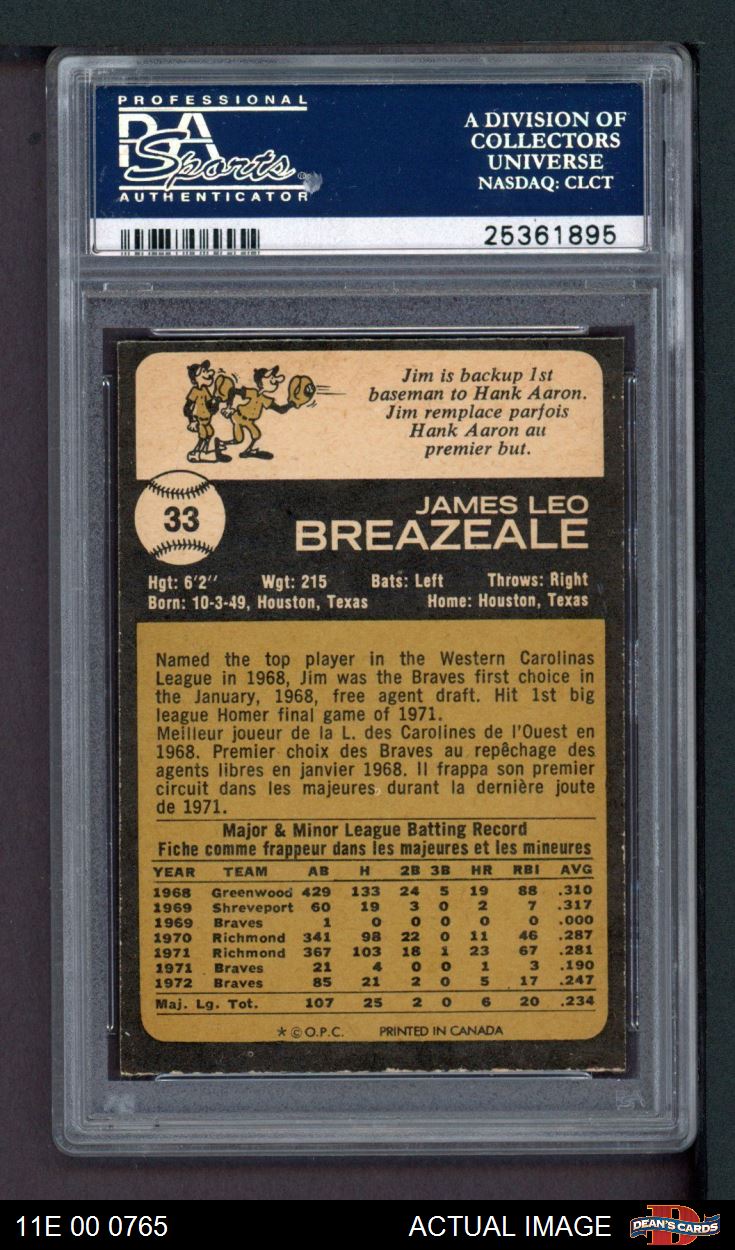 PROFESSIONAL
PSA
Sports
AUTHENTICATOR
A DIVISION OF
COLLECTORS
UNIVERSE
NASDAQ: CLCT
25361895
Jim is backup 1st
baseman to Hank Aaron.
Jim remplace parfois
Hank Aaron au
premier but.
33
JAMES LEO
BREAZEALE
Hgt: 6'2'' Wgt: 215 Bats: Left Throws: Right
Born: 10-3-49, Houston, Texas Home: Houston, Texas
Named the top player in the Western Carolinas
League in 1968, Jim was the Braves first choice in
the January, 1968, free agent draft. Hit 1st big
league Homer final game of 1971.
Meilleur joueur de la L. des Carolines de l'Ouest en
1968. Premier choix des Braves au repêchage des
agents libres en janvier 1968. Il frappa son premier
circuit dans les majeures durant la dernière joute
de 1971.
Major & Minor League Batting Record
Fiche comme frappeur dans les majeures et les mineures
YEAR TEAM AB H 2B 3B HR RBI AVG
1968 Greenwood 429 133 24 5 19 88 .310
1969 Shreveport 60 19 3 0 2 7 .317
1969 Braves 1 0 0 0 0 0 .000
1970 Richmond 341 98 22 0 11 46 .287
1971 Richmond 367 103 18 1 23 67 .281
1971 Braves 21 4 0 0 1 3 .190
1972 Braves 85 21 2 0 5 17 .247
Maj. Lg. Tot. 107 25 2 0 6 20 .234
* © O.P.C. PRINTED IN CANADA
11E 00 0765 ACTUAL IMAGE DEAN'S CARDS